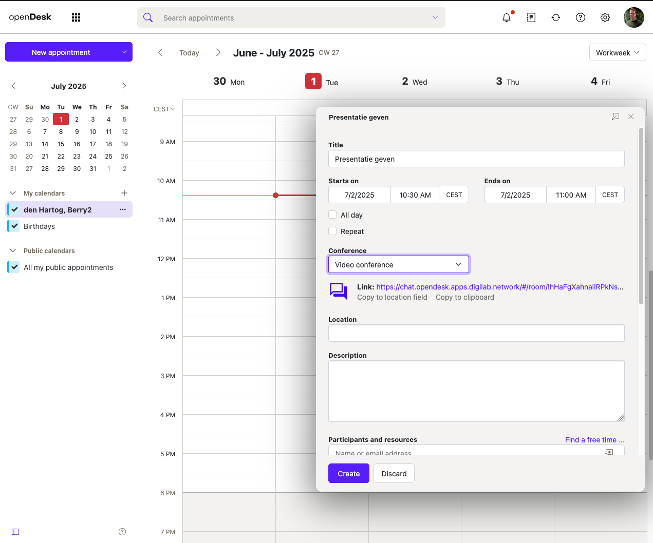 openDesk
Search appointments
New appointment
Today
June - July 2025 CW 27
Workweek
July 2025
CW Su Mo Tu We Th Fr Sa
27 29 30 1 2 3 4 5
28 6 7 8 9 10 11 12
29 13 14 15 16 17 18 19
30 20 21 22 23 24 25 26
31 27 28 29 30 31 1 2
My calendars
den Hartog, Berry2
Birthdays
Public calendars
All my public appointments
30 Mon
1 Tue
2 Wed
3 Thu
4 Fri
CEST
9 AM
10 AM
11 AM
12 PM
1 PM
2 PM
3 PM
4 PM
5 PM
6 PM
7 PM
Presentatie geven
Title
Presentatie geven
Starts on
Ends on
7/2/2025 10:30 AM CEST
7/2/2025 11:00 AM CEST
All day
Repeat
Conference
Video conference
Link: https://chat.opendesk.apps.digilab.network/#/room/!hHaFgXahnalIRPkNs...
Copy to location field Copy to clipboard
Location
Description
Participants and resources
Find a free time ...
Name or email address
Create
Discard